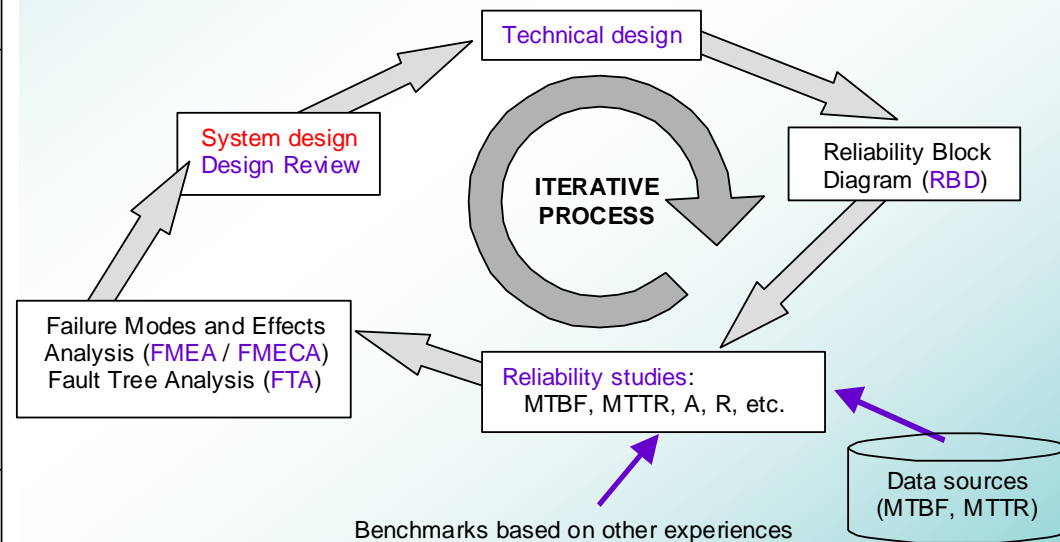 Technical design
System design
Design Review
Reliability Block
Diagram (RBD)
ITERATIVE
PROCESS
Failure Modes and Effects
Analysis (FMEA / FMECA)
Fault Tree Analysis (FTA)
Reliability studies:
MTBF, MTTR, A, R, etc.
Data sources
(MTBF, MTTR)
Benchmarks based on other experiences